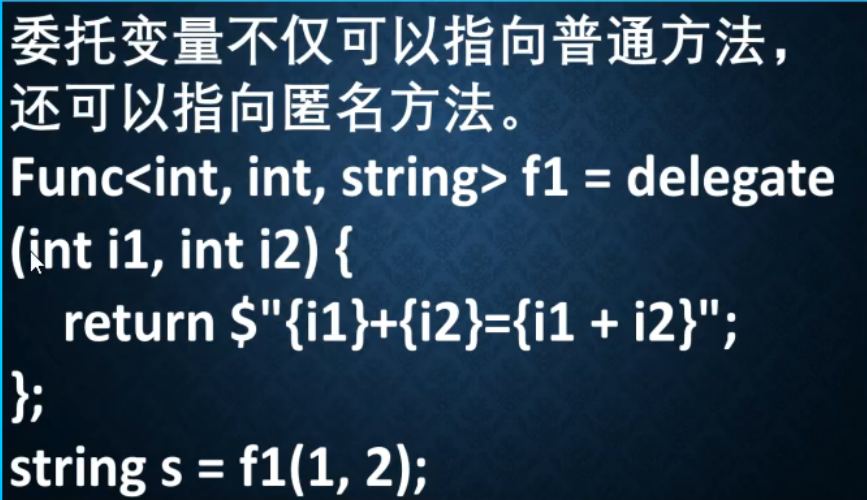 委托变量不仅可以指向普通方法，
还可以指向匿名方法。
Func<int, int, string> f1 = delegate
(int i1, int i2) {
    return $"{i1}+{i2}={i1 + i2}";
};
string s = f1(1, 2);